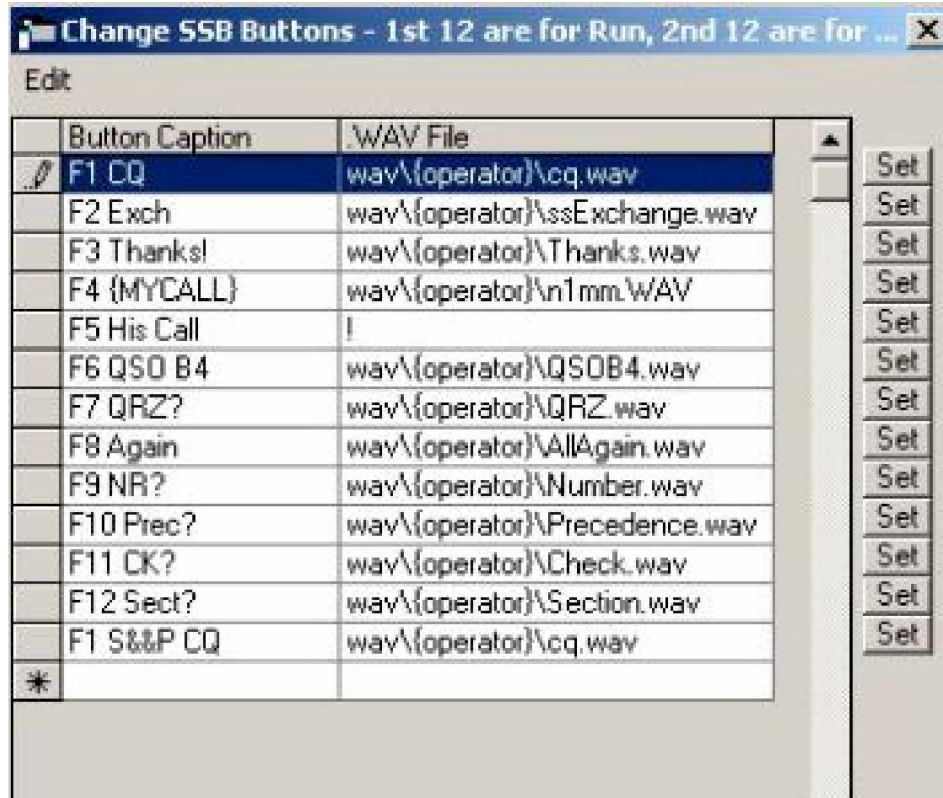 Change SSB Buttons - 1st 12 are for Run, 2nd 12 are for ...
Edit
Button Caption .WAV File
F1 CQ wav\{operator}\cq.wav Set
F2 Exch wav\{operator}\ssExchange.wav Set
F3 Thanks! wav\{operator}\Thanks.wav Set
F4 {MYCALL} wav\{operator}\n1mm.WAV Set
F5 His Call ! Set
F6 QSO B4 wav\{operator}\QSOB4.wav Set
F7 QRZ? wav\{operator}\QRZ.wav Set
F8 Again wav\{operator}\AllAgain.wav Set
F9 NR? wav\{operator}\Number.wav Set
F10 Prec? wav\{operator}\Precedence.wav Set
F11 CK? wav\{operator}\Check.wav Set
F12 Sect? wav\{operator}\Section.wav Set
F1 S&&P CQ wav\{operator}\cq.wav Set